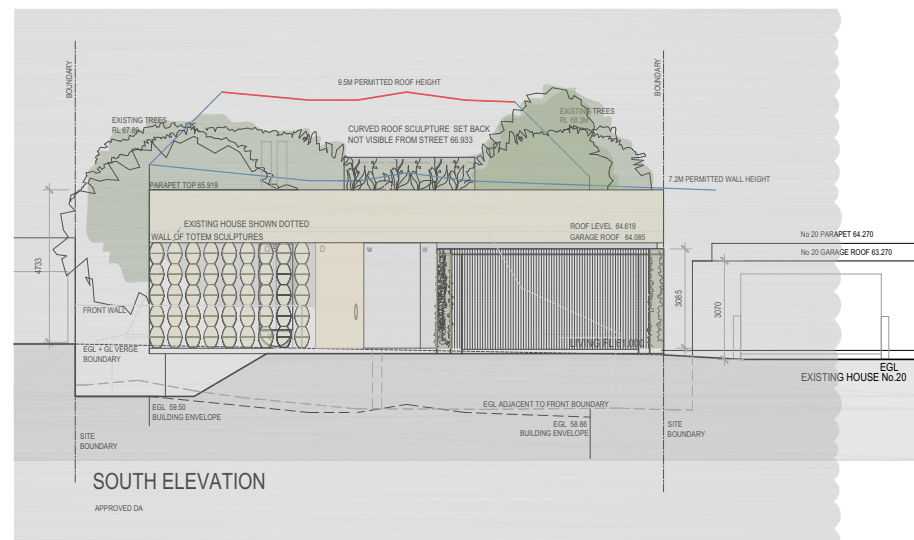 BOUNDARY
BOUNDARY
9.5M PERMITTED ROOF HEIGHT
EXISTING TREES
RL 67.86
EXISTING TREES
RL 68.3M
CURVED ROOF SCULPTURE SET BACK
NOT VISIBLE FROM STREET 66.933
7.2M PERMITTED WALL HEIGHT
PARAPET TOP 65.919
EXISTING HOUSE SHOWN DOTTED
WALL OF TOTEM SCULPTURES
ROOF LEVEL 64.619
GARAGE ROOF 64.085
No 20 PARAPET 64.270
No 20 GARAGE ROOF 63.270
D
W
W
4733
3085
3070
FRONT WALL
LIVING FL 61.000
EGL + GL VERGE
BOUNDARY
EGL
EXISTING HOUSE No.20
EGL 59.50
BUILDING ENVELOPE
EGL ADJACENT TO FRONT BOUNDARY
EGL 58.86
BUILDING ENVELOPE
SITE
BOUNDARY
SITE
BOUNDARY
SOUTH ELEVATION
APPROVED DA